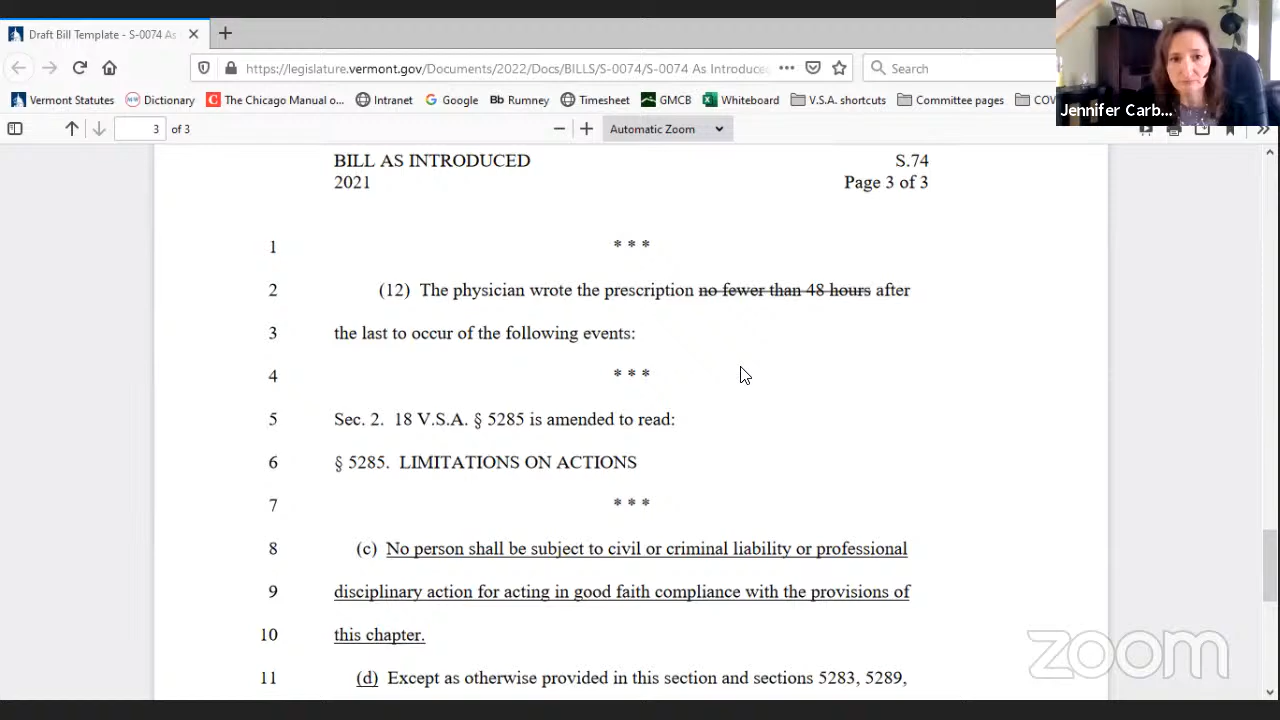 Draft Bill Template - S-0074 As
https://legislature.vermont.gov/Documents/2022/Docs/BILLS/S-0074/S-0074 As Introduced
Search
Vermont Statutes
Dictionary
The Chicago Manual o...
Intranet
Google
Bb Rumney
Timesheet
GMCB
Whiteboard
V.S.A. shortcuts
Committee pages
COV
Jennifer Carb...
3 of 3
Automatic Zoom
BILL AS INTRODUCED S.74
2021 Page 3 of 3
1 * * *
2 (12) The physician wrote the prescription no fewer than 48 hours after
3 the last to occur of the following events:
4 * * *
5 Sec. 2. 18 V.S.A. § 5285 is amended to read:
6 § 5285. LIMITATIONS ON ACTIONS
7 * * *
8 (c) No person shall be subject to civil or criminal liability or professional
9 disciplinary action for acting in good faith compliance with the provisions of
10 this chapter.
11 (d) Except as otherwise provided in this section and sections 5283, 5289,
zoom